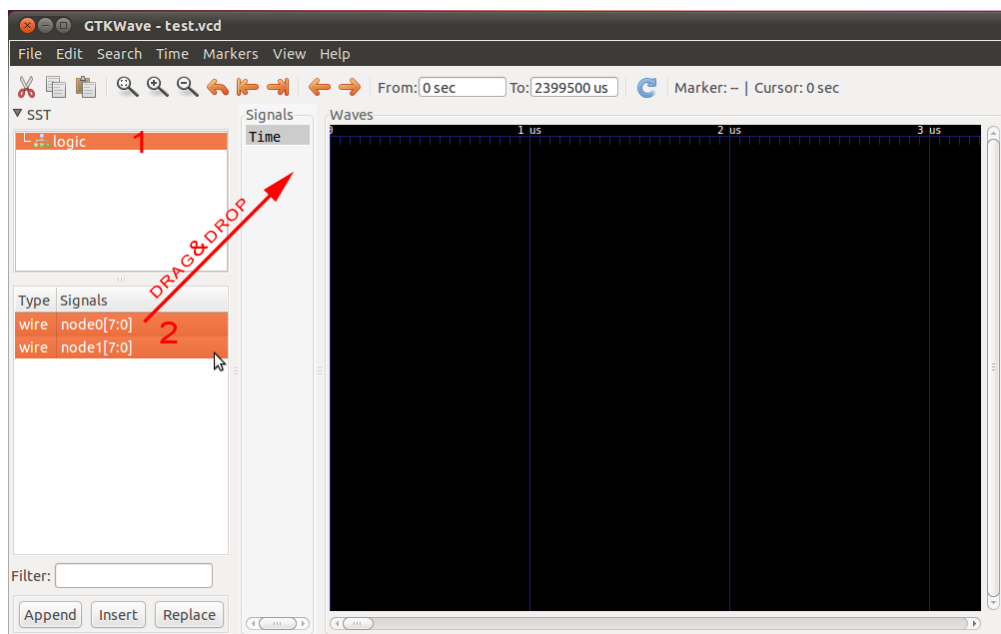 GTKWave - test.vcd
File Edit Search Time Markers View Help
From: 0 sec To: 2399500 us Marker: -- | Cursor: 0 sec
SST
Signals
Waves
logic
1
Time
0 1 us 2 us 3 us
DRAG&DROP
Type Signals
wire node0[7:0]
2
wire node1[7:0]
Filter:
Append Insert Replace